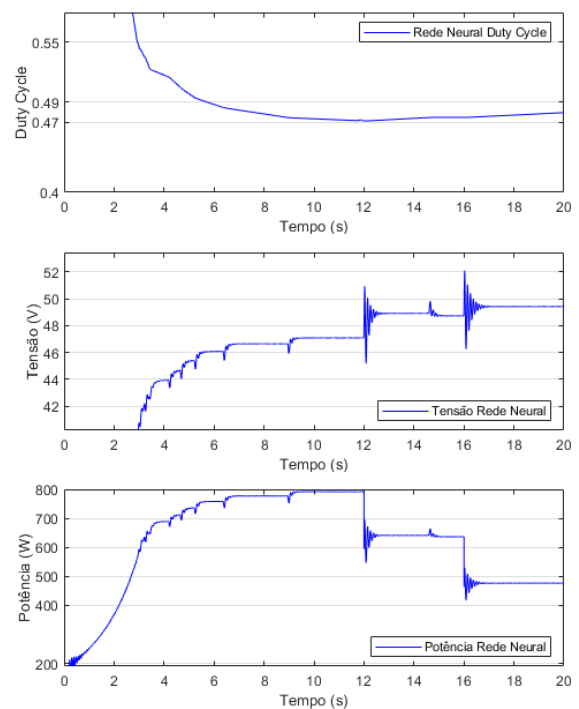 Rede Neural Duty Cycle
Duty Cycle
0.55
0.49
0.47
0.4
0 2 4 6 8 10 12 14 16 18 20
Tempo (s)
Tensão (V)
52
50
48
46
44
42
Tensão Rede Neural
0 2 4 6 8 10 12 14 16 18 20
Tempo (s)
Potência (W)
800
700
600
500
400
200
Potência Rede Neural
0 2 4 6 8 10 12 14 16 18 20
Tempo (s)